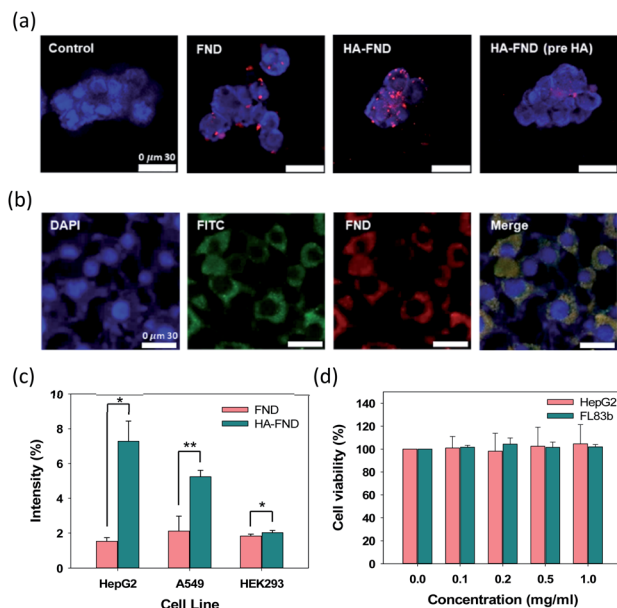 (a)
Control
FND
HA-FND
HA-FND (pre HA)
0 μm 30
(b)
DAPI
FITC
FND
Merge
0 μm 30
(c)
(d)
10
8
6
4
2
0
Intensity (%)
*
**
*
FND
HA-FND
HepG2
A549
HEK293
Cell Line
140
120
100
80
60
40
20
0
Cell viability (%)
HepG2
FL83b
0.0
0.1
0.2
0.5
1.0
Concentration (mg/ml)